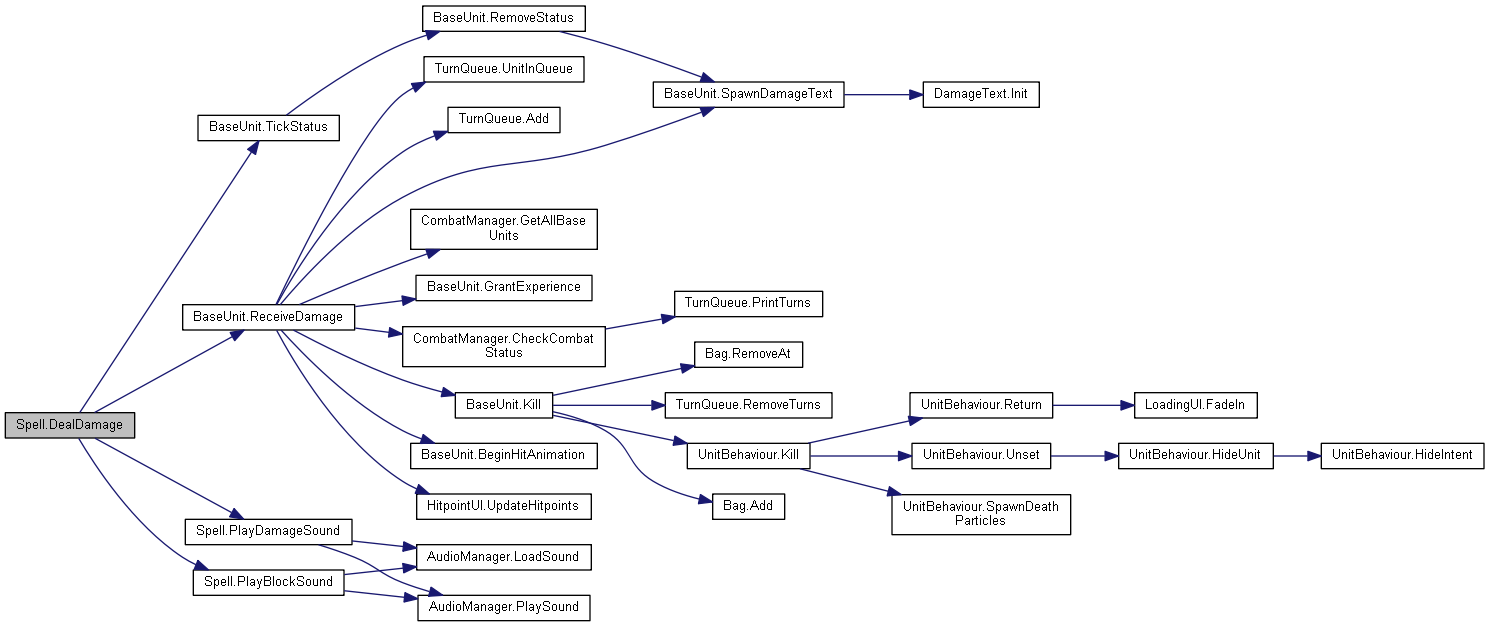 BaseUnit.RemoveStatus
TurnQueue.UnitInQueue
BaseUnit.SpawnDamageText
DamageText.Init
TurnQueue.Add
BaseUnit.TickStatus
CombatManager.GetAllBase
Units
BaseUnit.GrantExperience
BaseUnit.ReceiveDamage
TurnQueue.PrintTurns
CombatManager.CheckCombat
Status
Bag.RemoveAt
BaseUnit.Kill
TurnQueue.RemoveTurns
UnitBehaviour.Return
LoadingUI.FadeIn
Spell.DealDamage
BaseUnit.BeginHitAnimation
UnitBehaviour.Kill
UnitBehaviour.Unset
UnitBehaviour.HideUnit
UnitBehaviour.HideIntent
HitpointUI.UpdateHitpoints
Bag.Add
UnitBehaviour.SpawnDeath
Particles
Spell.PlayDamageSound
AudioManager.LoadSound
Spell.PlayBlockSound
AudioManager.PlaySound